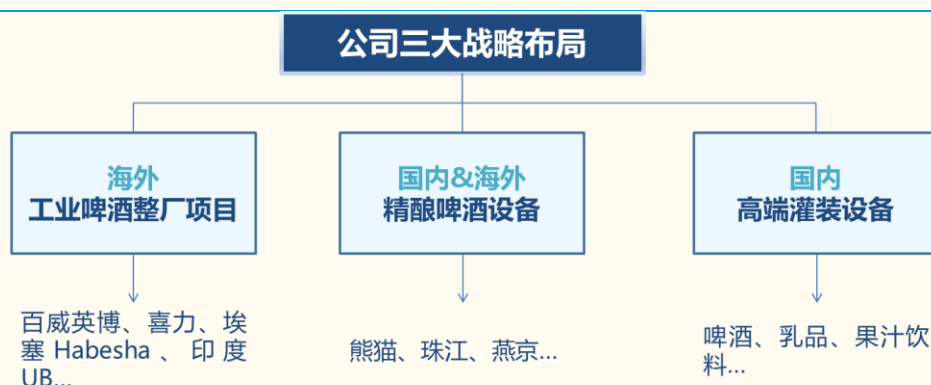 公司三大战略布局
海外
工业啤酒整厂项目
百威英博、喜力、埃
塞 Habesha 、 印 度
UB...
国内&海外
精酿啤酒设备
熊猫、珠江、燕京...
国内
高端灌装设备
啤酒、乳品、果汁饮
料...